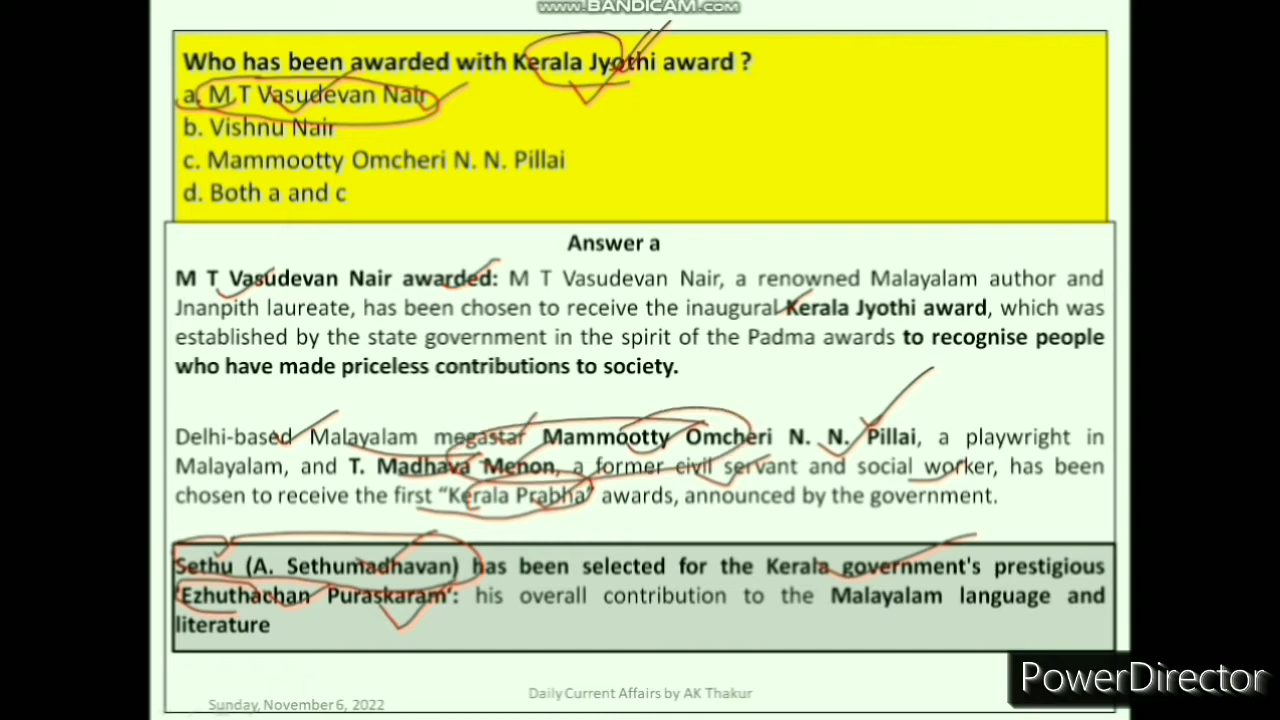 WWW.BANDICAM.COM
Who has been awarded with Kerala Jyothi award ?
a. M T Vasudevan Nair
b. Vishnu Nair
c. Mammootty Omcheri N. N. Pillai
d. Both a and c
Answer a
M T Vasudevan Nair awarded: M T Vasudevan Nair, a renowned Malayalam author and
Jnanpith laureate, has been chosen to receive the inaugural Kerala Jyothi award, which was
established by the state government in the spirit of the Padma awards to recognise people
who have made priceless contributions to society.
Delhi-based Malayalam megastar Mammootty Omcheri N. N. Pillai, a playwright in
Malayalam, and T. Madhava Menon, a former civil servant and social worker, has been
chosen to receive the first “Kerala Prabha” awards, announced by the government.
Sethu (A. Sethumadhavan) has been selected for the Kerala government's prestigious
'Ezhuthachan Puraskaram': his overall contribution to the Malayalam language and
literature
Sunday, November 6, 2022
Daily Current Affairs by AK Thakur
PowerDirector